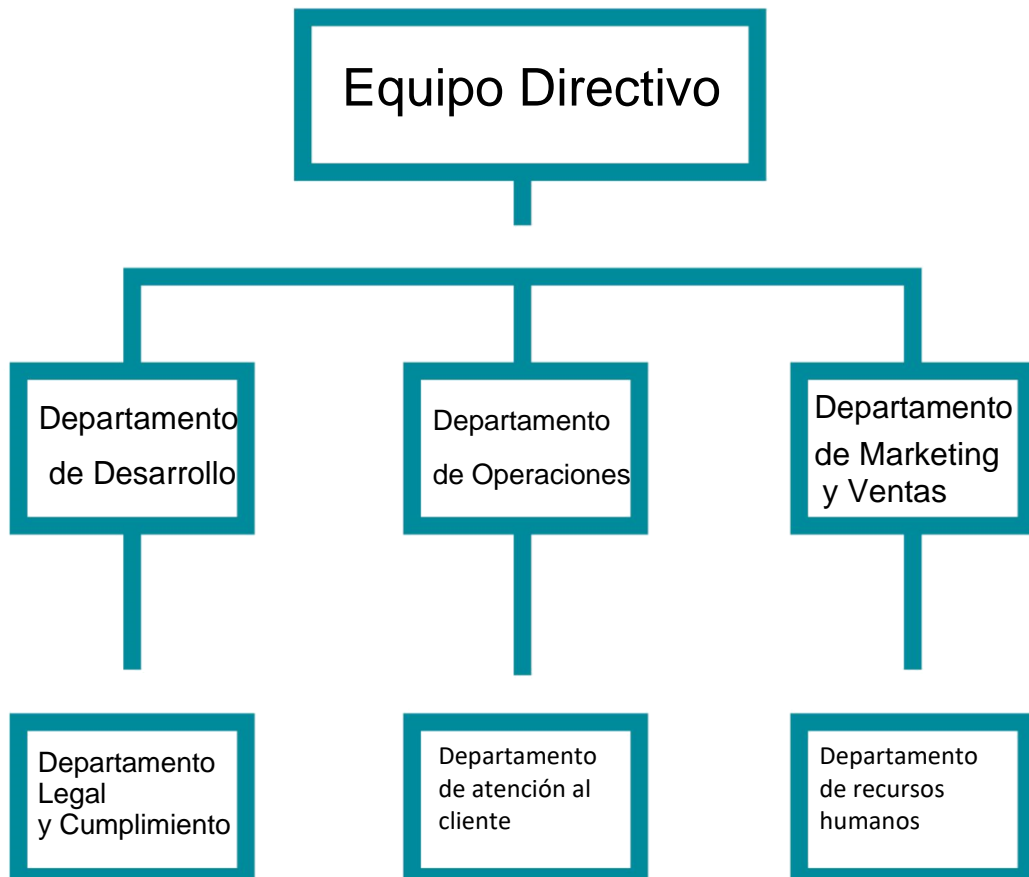 Equipo Directivo
Departamento
de Desarrollo
Departamento
de Operaciones
Departamento
de Marketing
y Ventas
Departamento
Legal
y Cumplimiento
Departamento
de atención al
cliente
Departamento
de recursos
humanos